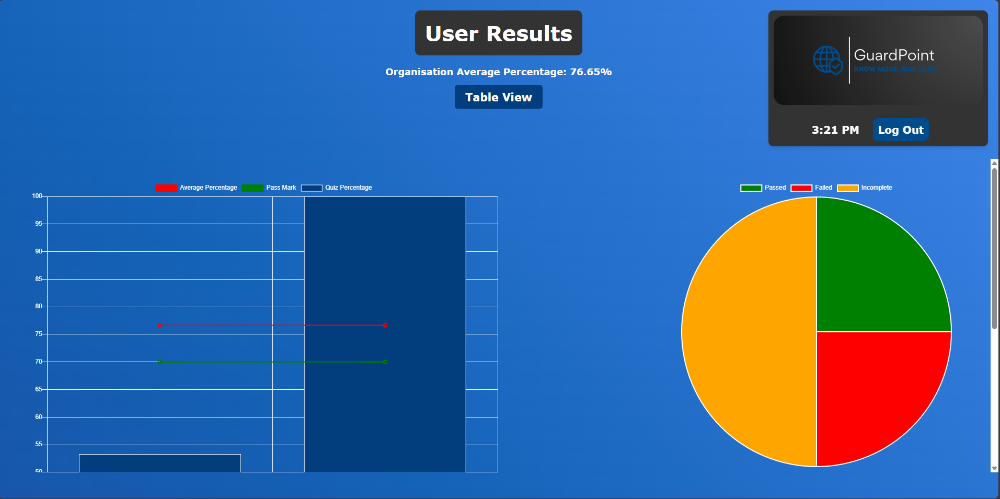 User Results
Organisation Average Percentage: 76.65%
Table View
GuardPoint
KNOW MORE, RISK LESS
3:21 PM
Log Out
Average Percentage
Pass Mark
Quiz Percentage
100
95
90
85
80
75
70
65
60
55
50
Passed
Failed
Incomplete